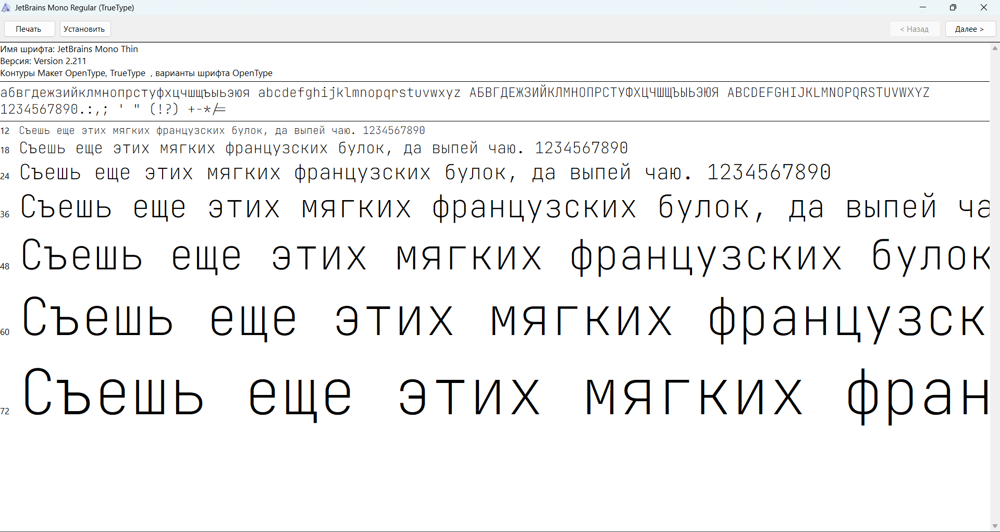 JetBrains Mono Regular (TrueType)
Печать Установить < Назад Далее >
Имя шрифта: JetBrains Mono Thin
Версия: Version 2.211
Контуры Макет OpenType, TrueType , варианты шрифта OpenType
абвгдежзийклмнопрстуфхцчшщъыьэюя abcdefghijklmnopqrstuvwxyz АБВГДЕЖЗИЙКЛМНОПРСТУФХЦЧШЩЪЫЬЭЮЯ ABCDEFGHIJKLMNOPQRSTUVWXYZ
1234567890.:,; ' " (!?) +-*/=
12 Съешь еще этих мягких французских булок, да выпей чаю. 1234567890
18 Съешь еще этих мягких французских булок, да выпей чаю. 1234567890
24 Съешь еще этих мягких французских булок, да выпей чаю. 1234567890
36 Съешь еще этих мягких французских булок, да выпей ча
48 Съешь еще этих мягких французских булок
60 Съешь еще этих мягких французск
72 Съешь еще этих мягких фран